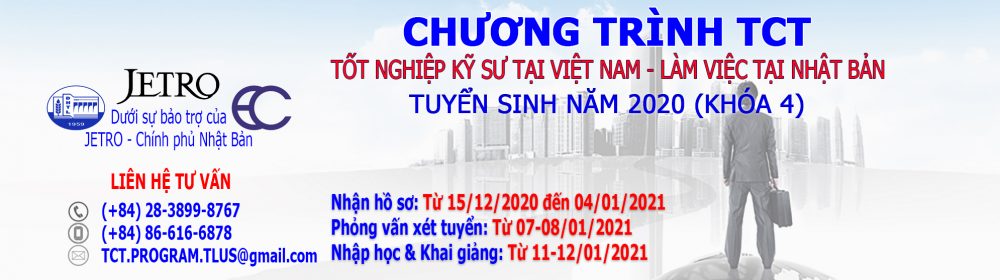 CHƯƠNG TRÌNH TCT
TỐT NGHIỆP KỸ SƯ TẠI VIỆT NAM - LÀM VIỆC TẠI NHẬT BẢN
TUYỂN SINH NĂM 2020 (KHÓA 4)
JETRO
EC
1959
Dưới sự bảo trợ của
JETRO - Chính phủ Nhật Bản
LIÊN HỆ TƯ VẤN
(+84) 28-3899-8767
(+84) 86-616-6878
TCT.PROGRAM.TLUS@gmail.com
Nhận hồ sơ: Từ 15/12/2020 đến 04/01/2021
Phỏng vấn xét tuyển: Từ 07-08/01/2021
Nhập học & Khai giảng: Từ 11-12/01/2021